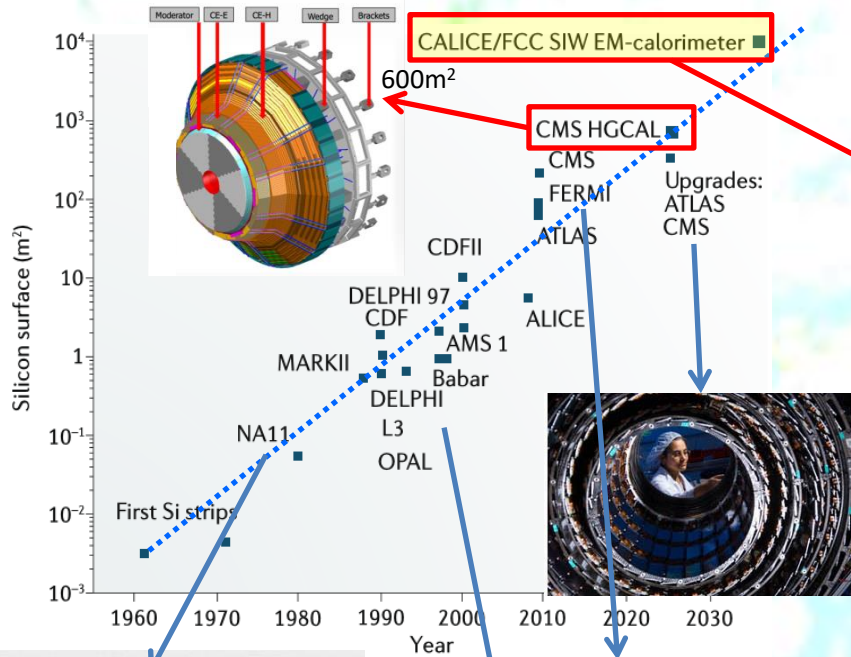 Moderator CE-E CE-H Wedge Brackets
CALICE/FCC SIW EM-calorimeter
600m²
CMS HGCAL
CMS
FERMI
ATLAS
Upgrades:
ATLAS
CMS
CDFII
DELPHI 97
CDF
ALICE
AMS 1
MARKII
Babar
DELPHI
L3
OPAL
NA11
First Si strips
Silicon surface (m²)
10⁴
10³
10²
10
1
10⁻¹
10⁻²
10⁻³
1960 1970 1980 1990 2000 2010 2020 2030
Year